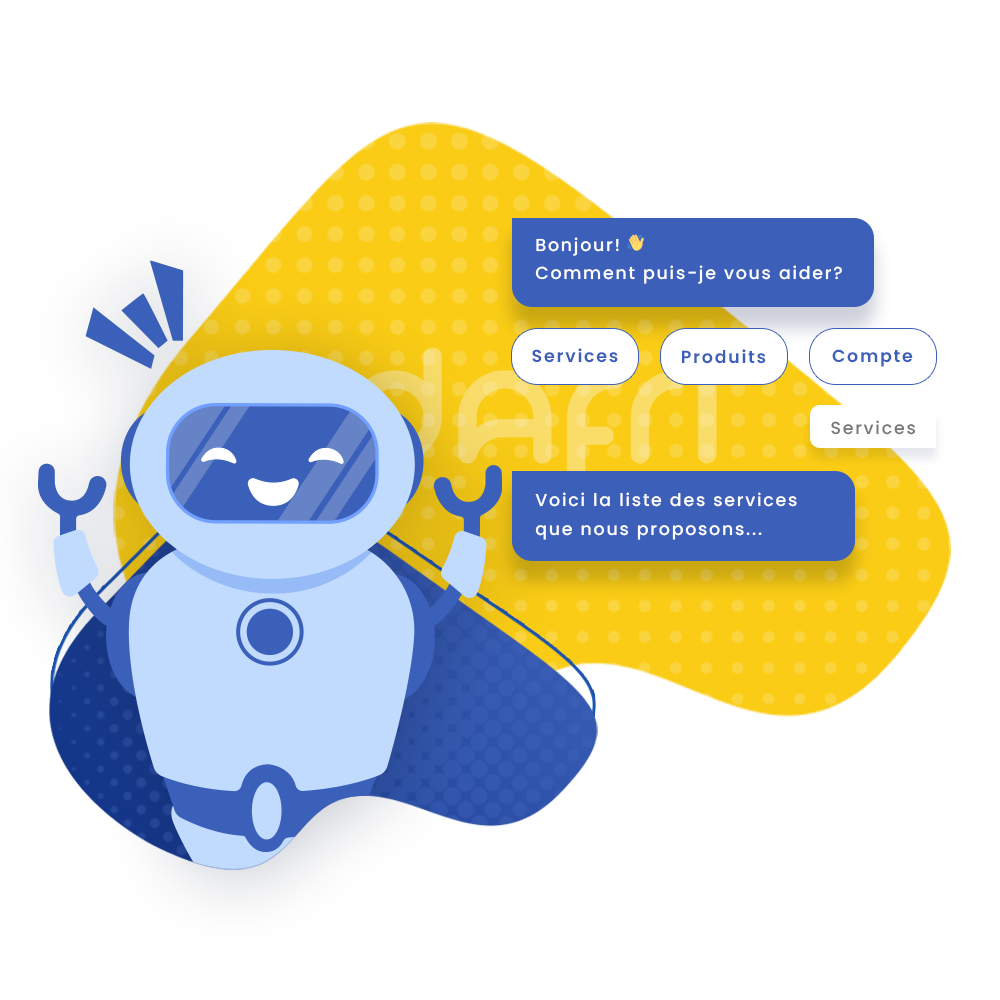 Bonjour! 👋
Comment puis-je vous aider?
Services
Produits
Compte
Services
Voici la liste des services
que nous proposons...